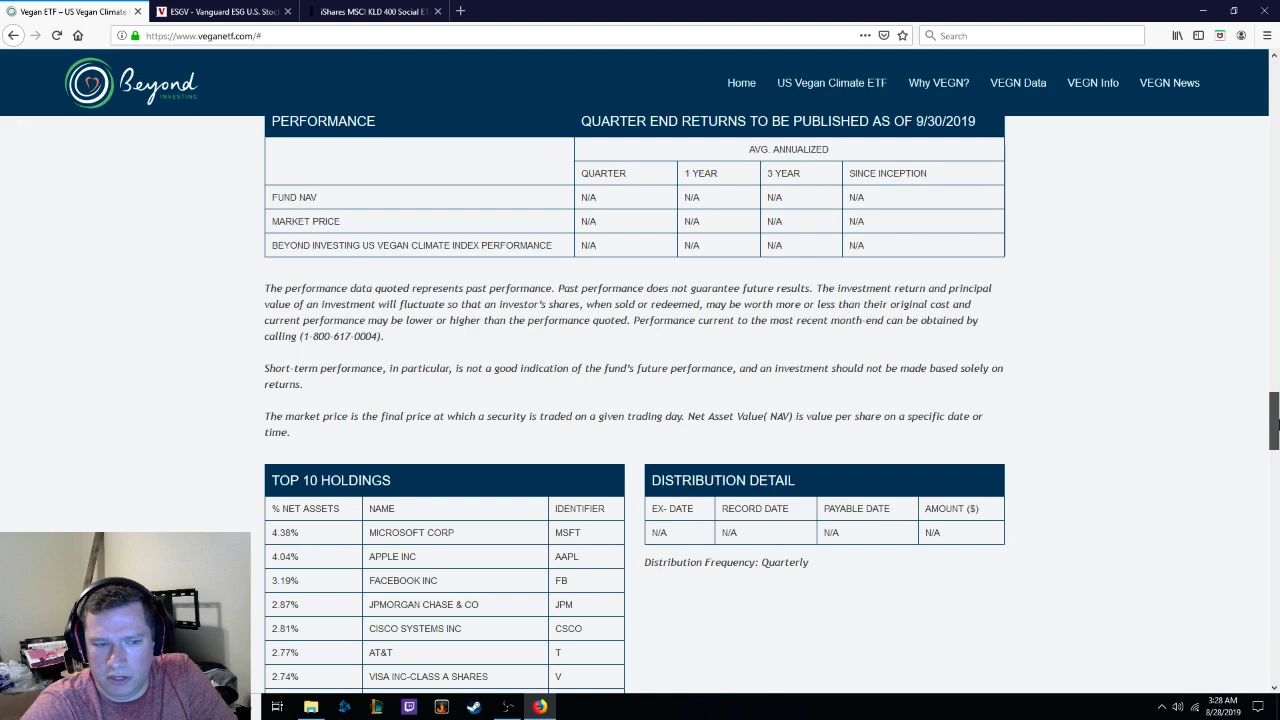 Vegan ETF – US Vegan Climate
ESGV - Vanguard ESG U.S. Stoc
iShares MSCI KLD 400 Social ET
https://www.veganetf.com/#
Search
Beyond
INVESTING
Home
US Vegan Climate ETF
Why VEGN?
VEGN Data
VEGN Info
VEGN News
PERFORMANCE
QUARTER END RETURNS TO BE PUBLISHED AS OF 9/30/2019
AVG. ANNUALIZED
QUARTER 1 YEAR 3 YEAR SINCE INCEPTION
FUND NAV N/A N/A N/A N/A
MARKET PRICE N/A N/A N/A N/A
BEYOND INVESTING US VEGAN CLIMATE INDEX PERFORMANCE N/A N/A N/A N/A
The performance data quoted represents past performance. Past performance does not guarantee future results. The investment return and principal
value of an investment will fluctuate so that an investor's shares, when sold or redeemed, may be worth more or less than their original cost and
current performance may be lower or higher than the performance quoted. Performance current to the most recent month-end can be obtained by
calling (1-800-617-0004).
Short-term performance, in particular, is not a good indication of the fund's future performance, and an investment should not be made based solely on
returns.
The market price is the final price at which a security is traded on a given trading day. Net Asset Value( NAV) is value per share on a specific date or
time.
TOP 10 HOLDINGS
% NET ASSETS NAME IDENTIFIER
4.38% MICROSOFT CORP MSFT
4.04% APPLE INC AAPL
3.19% FACEBOOK INC FB
2.87% JPMORGAN CHASE & CO JPM
2.81% CISCO SYSTEMS INC CSCO
2.77% AT&T T
2.74% VISA INC-CLASS A SHARES V
DISTRIBUTION DETAIL
EX- DATE RECORD DATE PAYABLE DATE AMOUNT ($)
N/A N/A N/A N/A
Distribution Frequency: Quarterly
3:28 AM
8/28/2019